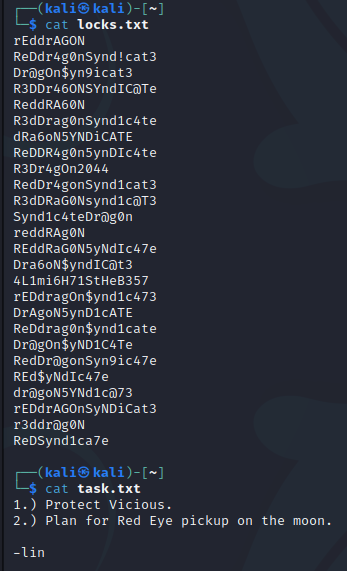 ┌──(kali㉿kali)-[~]
└─$ cat locks.txt
rEddrAGON
ReDdr4g0nSynd!cat3
Dr@gOn$yn9icat3
R3DDr46ONSYndIC@Te
ReddRA60N
R3dDrag0nSynd1c4te
dRa6oN5YNDiCATE
ReDDR4g0n5ynDIc4te
R3Dr4gOn2044
RedDr4gonSynd1cat3
R3dDRaG0Nsynd1c@T3
Synd1c4teDr@g0n
reddRAg0N
REddRaG0N5yNdIc47e
Dra6oN$yndIC@t3
4L1mi6H71StHeB357
rEDdragOn$ynd1c473
DrAgoN5ynD1cATE
ReDdrag0n$ynd1cate
Dr@gOn$yND1C4Te
RedDr@gonSyn9ic47e
REd$yNdIc47e
dr@goN5YNd1c@73
rEDdrAGOnSyNDiCat3
r3ddr@g0N
ReDSynd1ca7e
┌──(kali㉿kali)-[~]
└─$ cat task.txt
1.) Protect Vicious.
2.) Plan for Red Eye pickup on the moon.
-lin